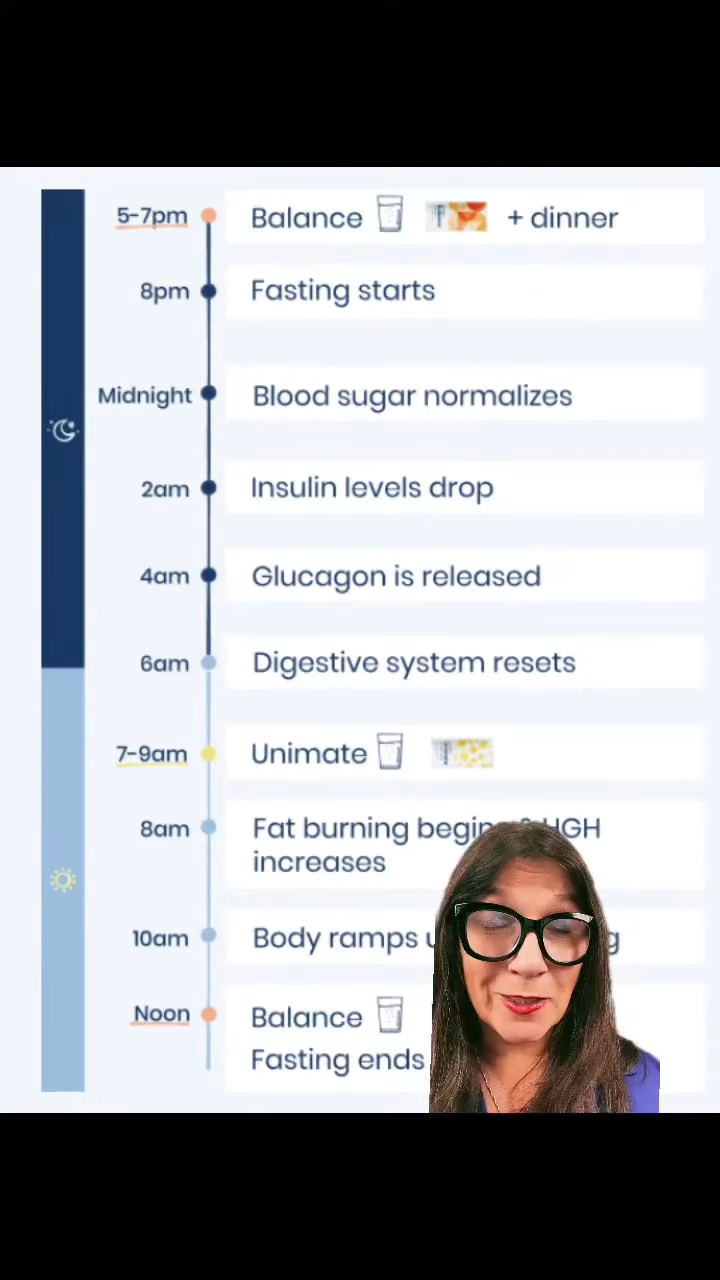 5-7pm
Balance + dinner
8pm
Fasting starts
Midnight
Blood sugar normalizes
2am
Insulin levels drop
4am
Glucagon is released
6am
Digestive system resets
7-9am
Unimate
8am
Fat burning HGH
increases
10am
Body ramps
Noon
Balance
Fasting ends